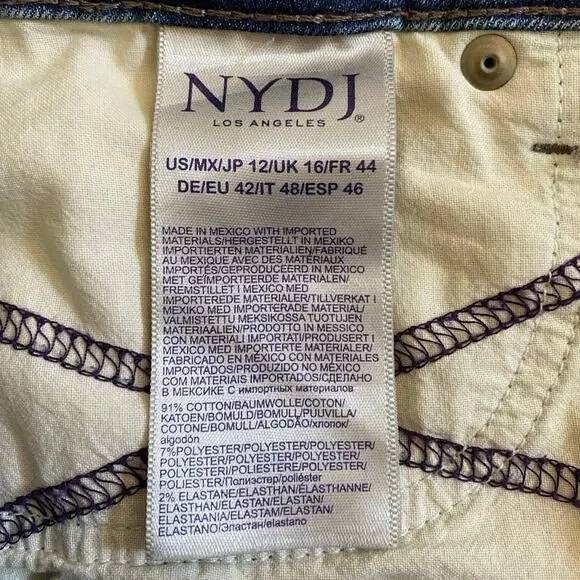 NYDJ®
LOS ANGELES
US/MX/JP 12/UK 16/FR 44
DE/EU 42/IT 48/ESP 46
MADE IN MEXICO WITH IMPORTED
MATERIALS/HERGESTELLT IN MEXIKO
IMPORTIERTEN MATERIALIEN/FABRIQUÉ
AU MEXIQUE AVEC DES MATÉRIAUX
IMPORTÉS/GEPRODUCEERD IN MEXICO
MET GEÏMPORTEERDE MATERIALEN/
FREMSTILLET I MEXICO MED
IMPORTEREDE MATERIALER/TILLVERKAT I
MEXIKO MED IMPORTERADE MATERIAL/
VALMISTETTU MEKSIKOSSA TUOTUJEN
MATERIAALIEN/PRODOTTO IN MESSICO
CON MATERIALI IMPORTATI/PRODUSERT I
MEXICO MED IMPORTERTE MATERIALER/
FABRICADO EN MÉXICO CON MATERIALES
IMPORTADOS/PRODUZIDO NO MÉXICO
COM MATERIAIS IMPORTADOS/СДЕЛАНО
В МЕКСИКЕ С импортных материалов
91% COTTON/BAUMWOLLE/COTON/
KATOEN/BOMULD/BOMULL/PUUVILLA/
COTONE/BOMULL/ALGODÃO/хлопок/
algodón
7%POLYESTER/POLYESTER/POLYESTER/
POLYESTER/POLYESTER/POLYESTER/
POLYESTERI/POLIESTERE/POLYESTER/
POLIÉSTER/Полиэстер/poliéster
2% ELASTANE/ELASTHAN/ÉLASTHANNE/
ELASTHAN/ELASTAN/ELASTAN/
ELASTAANIA/ELASTAM/ELASTAN/
ELASTANO/Эластан/elastano